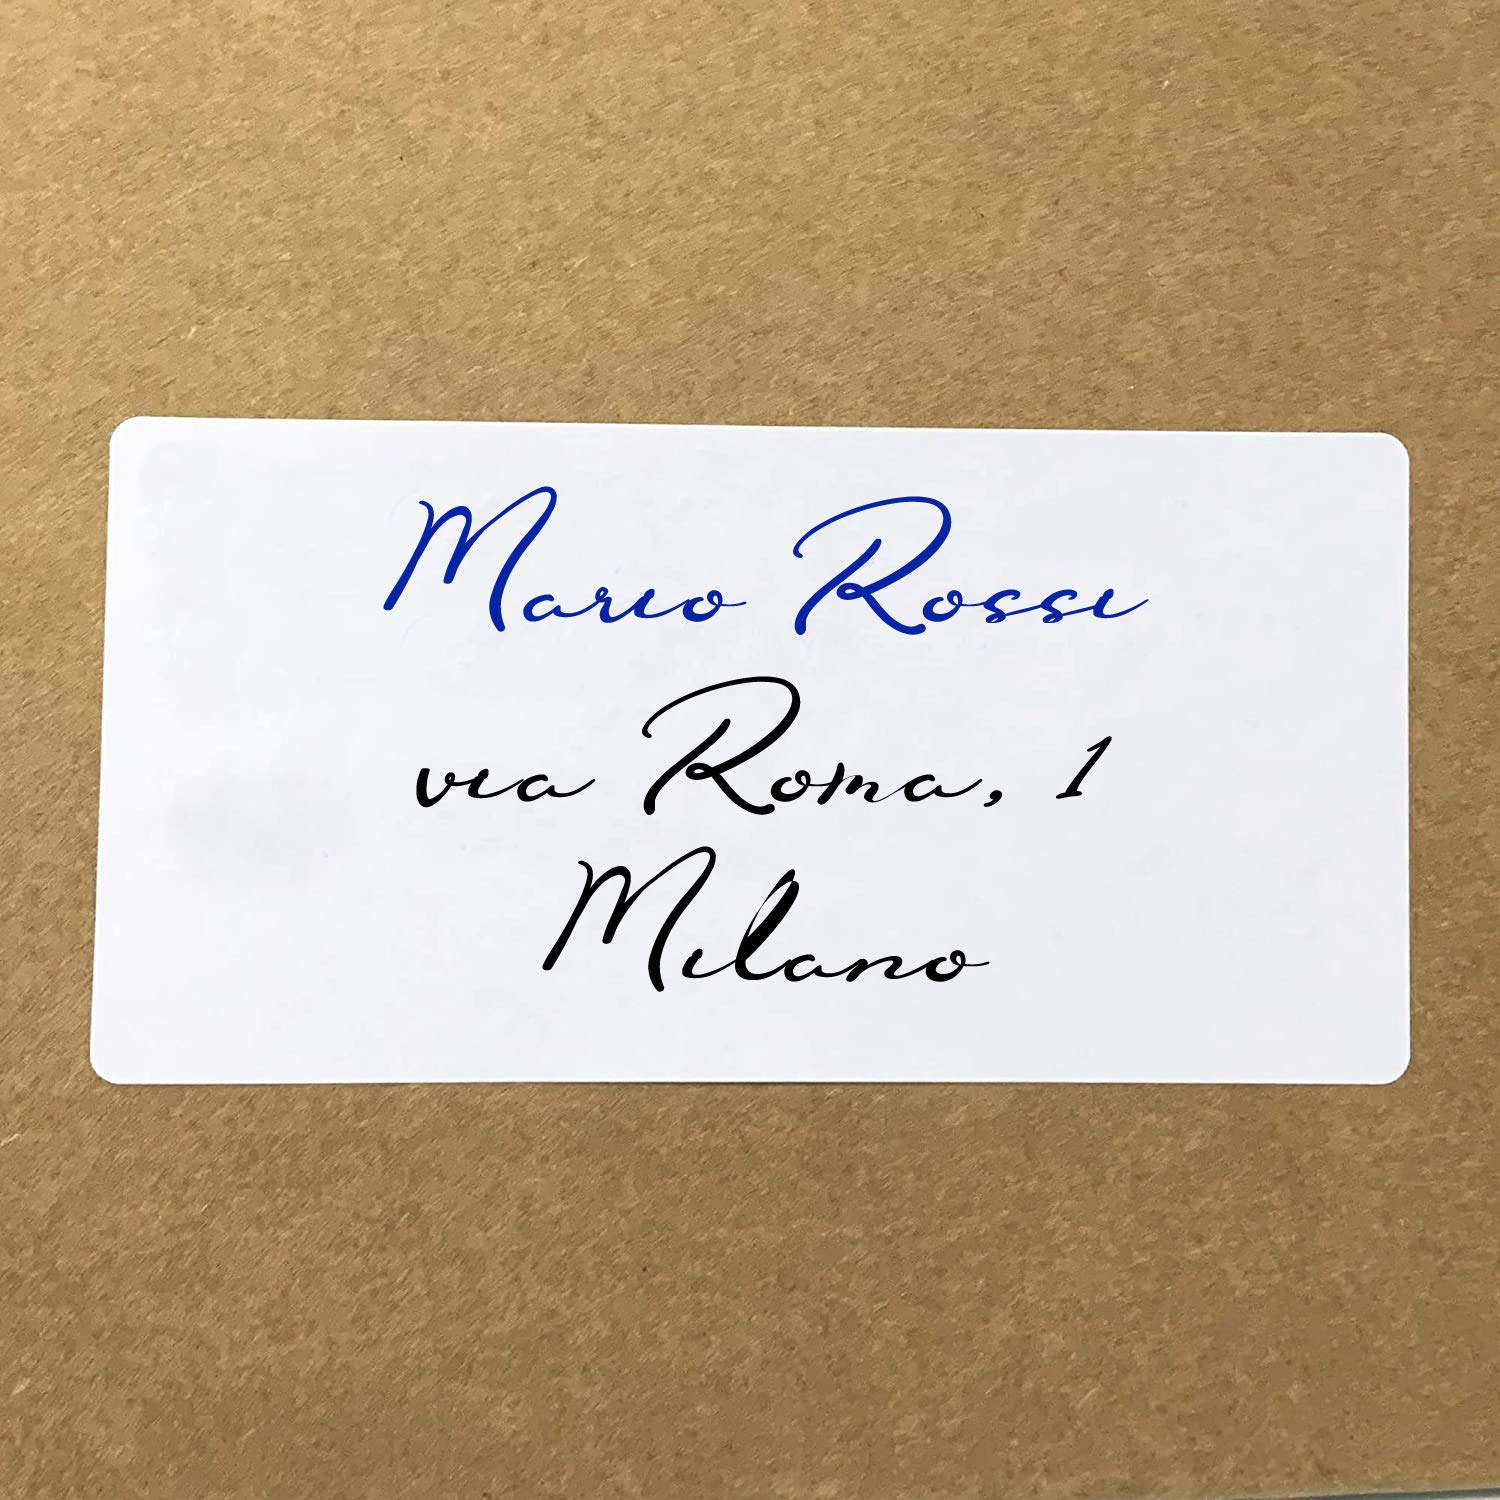 Mario Rossi
via Roma, 1
Milano